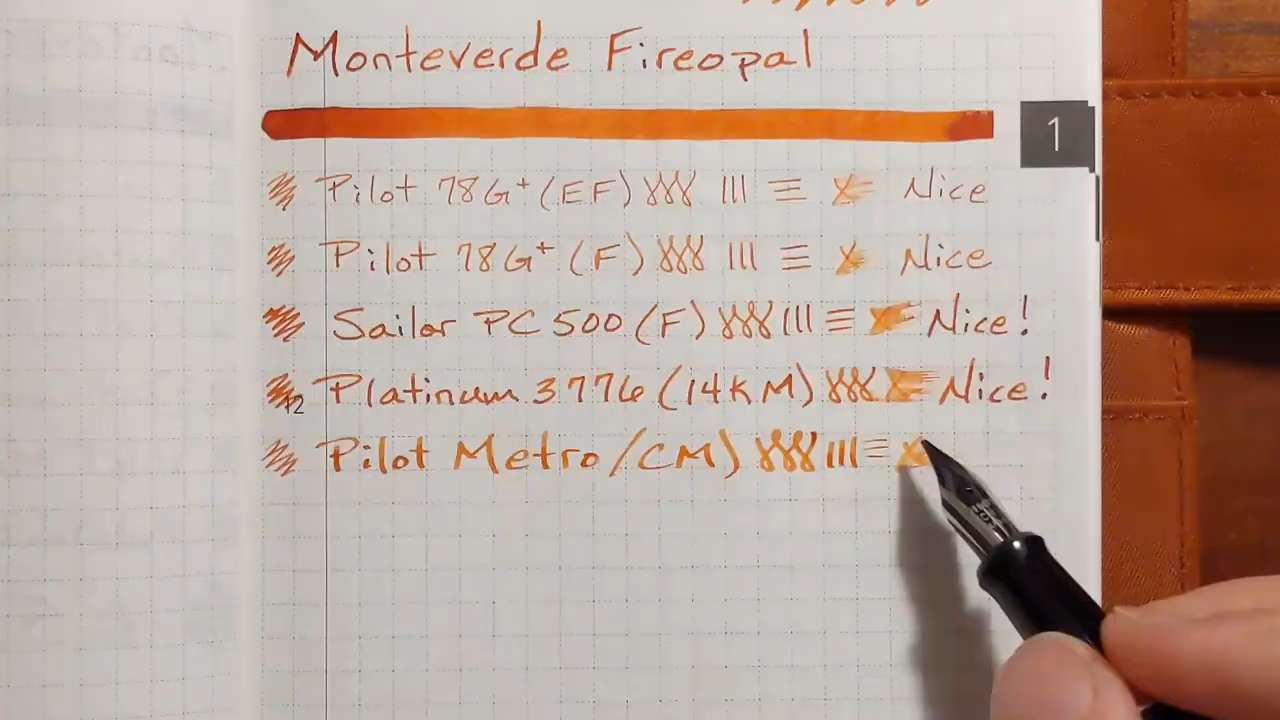 Monteverde Fireopal
1
Pilot 78G+ (EF) Nice
Pilot 78G+ (F) Nice
Sailor PC 500 (F) Nice!
Platinum 3776 (14K M) Nice!
+2
Pilot Metro/CM)